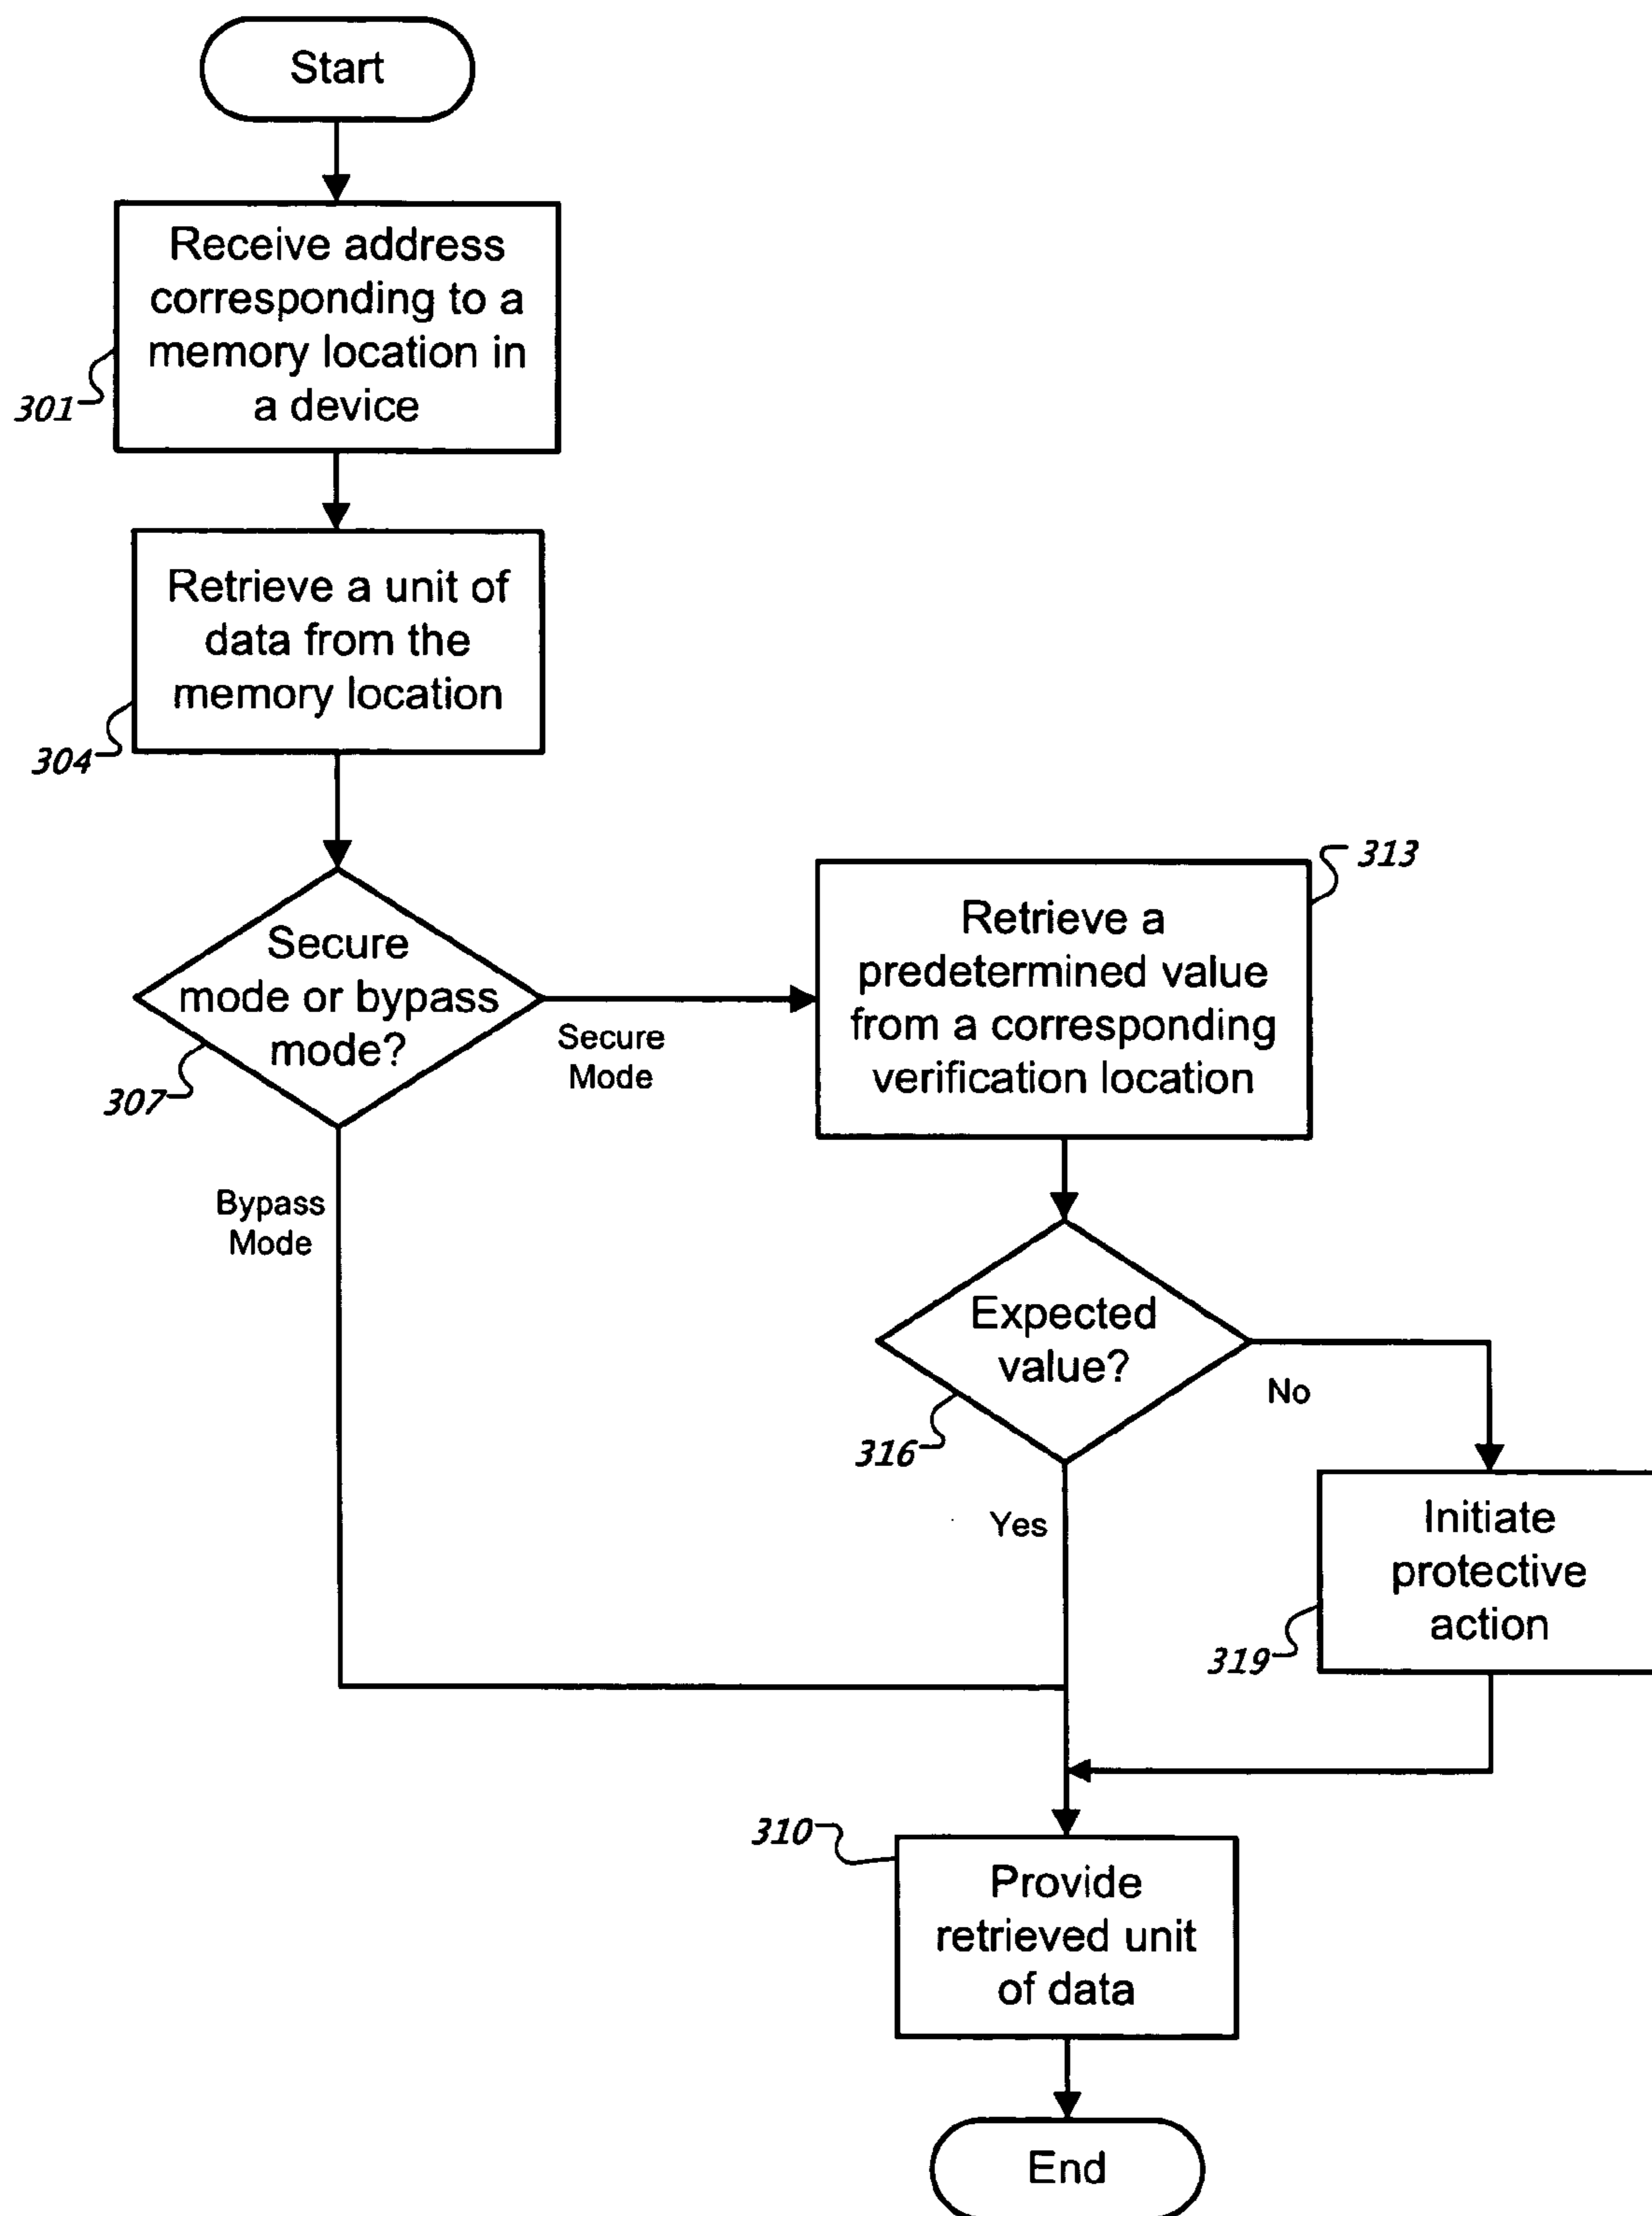 Start
Receive address
corresponding to a
memory location in
a device
301
Retrieve a unit of
data from the
memory location
304
Secure
mode or bypass
mode?
307
Secure
Mode
Bypass
Mode
313
Retrieve a
predetermined value
from a corresponding
verification location
Expected
value?
316
No
Yes
Initiate
protective
action
319
310
Provide
retrieved unit
of data
End